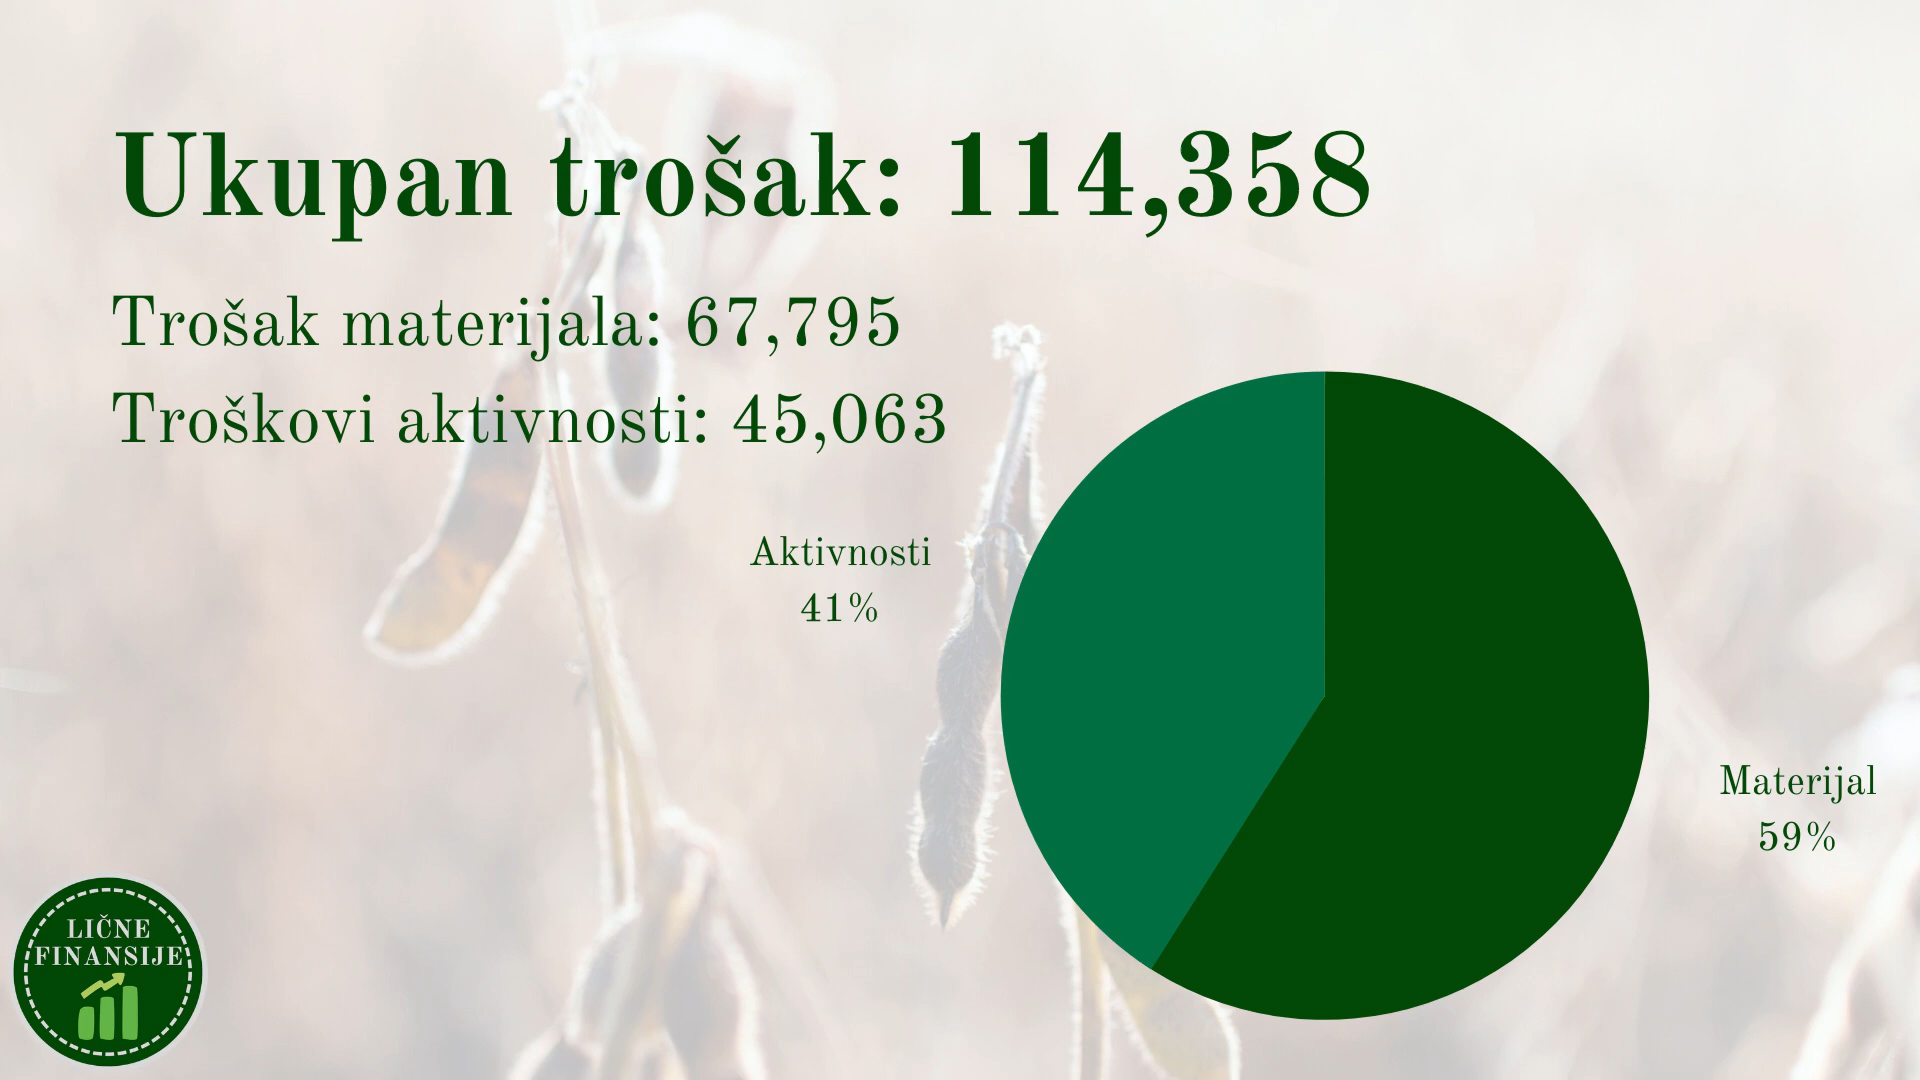 Ukupan trošak: 114,358
Trošak materijala: 67,795
Troškovi aktivnosti: 45,063
Aktivnosti
41%
Materijal
59%
LIČNE
FINANSIJE